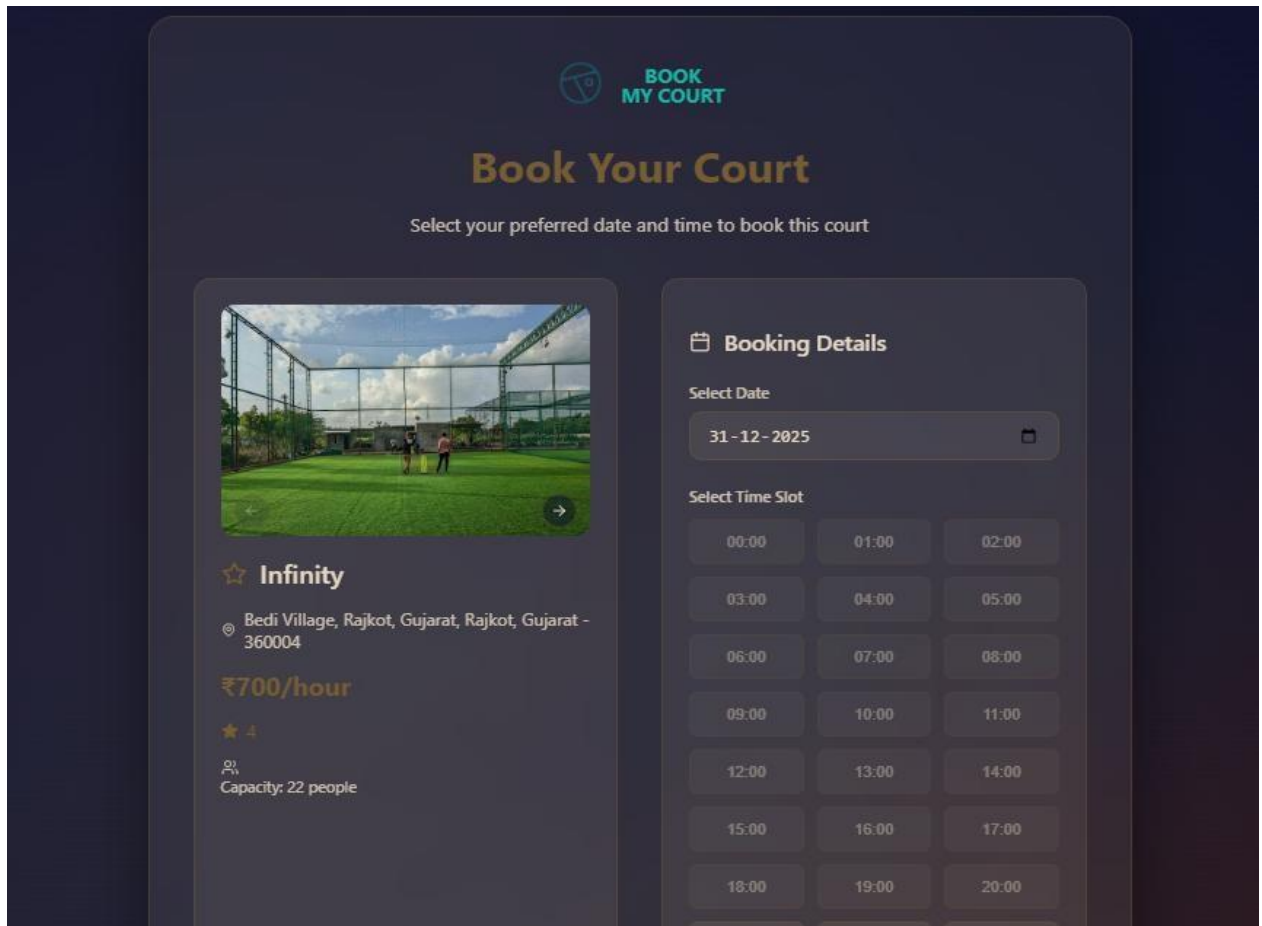 BOOK
MY COURT
Book Your Court
Select your preferred date and time to book this court
Infinity
Bedi Village, Rajkot, Gujarat, Rajkot, Gujarat -
360004
₹700/hour
4
Capacity: 22 people
Booking Details
Select Date
31-12-2025
Select Time Slot
00:00 01:00 02:00
03:00 04:00 05:00
06:00 07:00 08:00
09:00 10:00 11:00
12:00 13:00 14:00
15:00 16:00 17:00
18:00 19:00 20:00